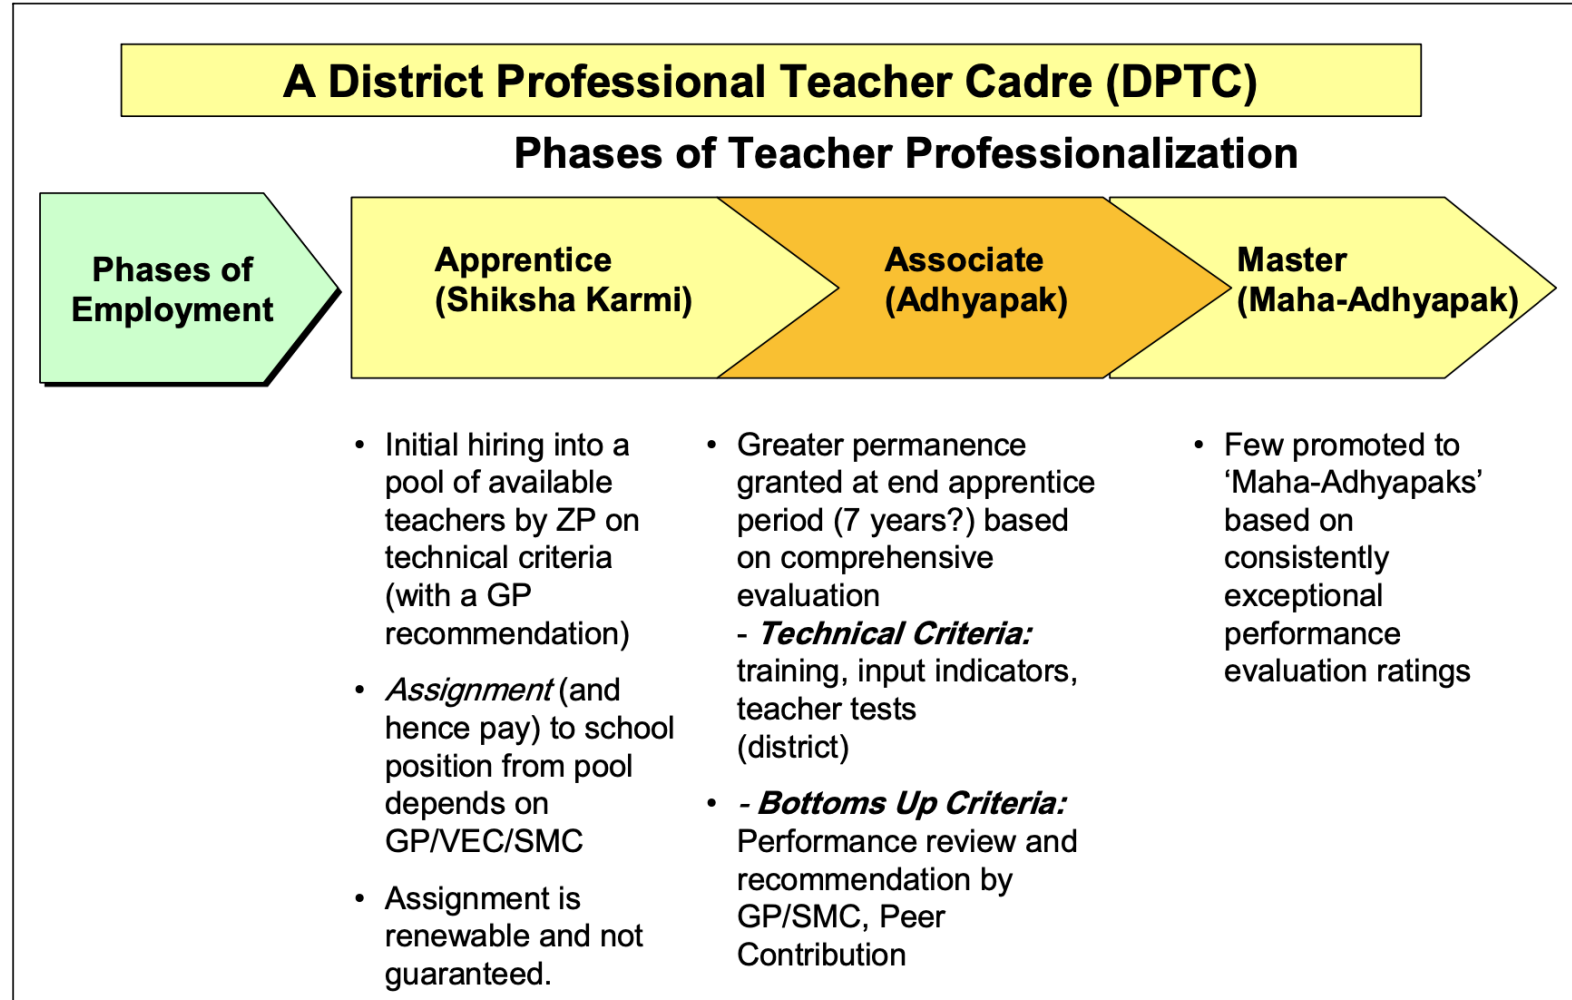 A District Professional Teacher Cadre (DPTC)
Phases of Teacher Professionalization
Phases of
Employment
Apprentice
(Shiksha Karmi)
Associate
(Adhyapak)
Master
(Maha-Adhyapak)
• Initial hiring into a
pool of available
teachers by ZP on
technical criteria
(with a GP
recommendation)
• Assignment (and
hence pay) to school
position from pool
depends on
GP/VEC/SMC
• Assignment is
renewable and not
guaranteed.
• Greater permanence
granted at end apprentice
period (7 years?) based
on comprehensive
evaluation
- Technical Criteria:
training, input indicators,
teacher tests
(district)
• - Bottoms Up Criteria:
Performance review and
recommendation by
GP/SMC, Peer
Contribution
• Few promoted to
‘Maha-Adhyapaks’
based on
consistently
exceptional
performance
evaluation ratings